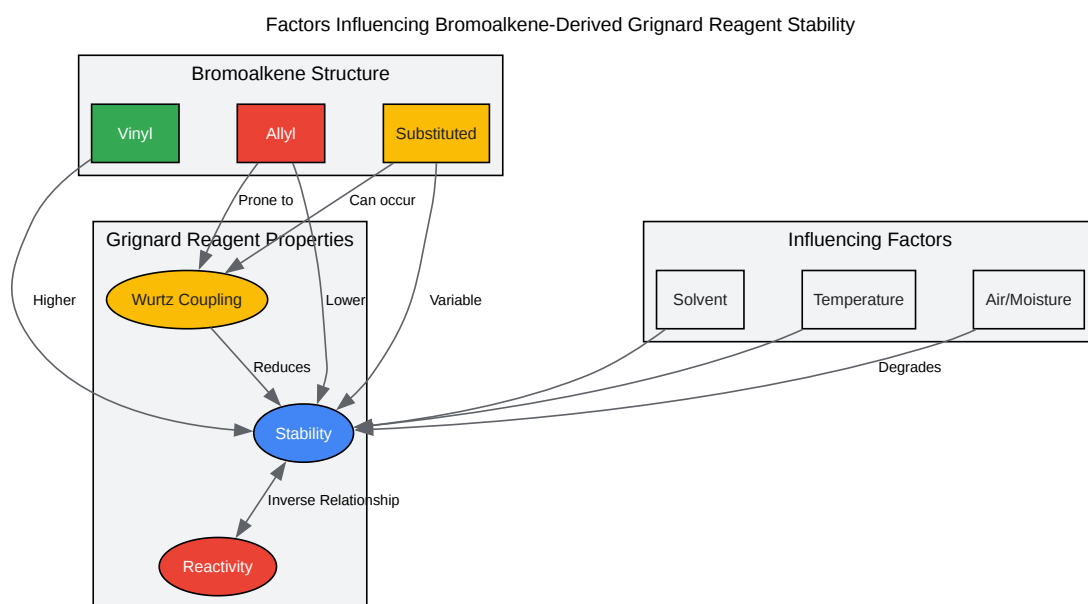 Factors Influencing Bromoalkene-Derived Grignard Reagent Stability
Bromoalkene Structure
Vinyl
Allyl
Substituted
Prone to
Can occur
Grignard Reagent Properties
Influencing Factors
Wurtz Coupling
Solvent
Temperature
Air/Moisture
Higher
Lower
Variable
Reduces
Degrades
Stability
Inverse Relationship
Reactivity